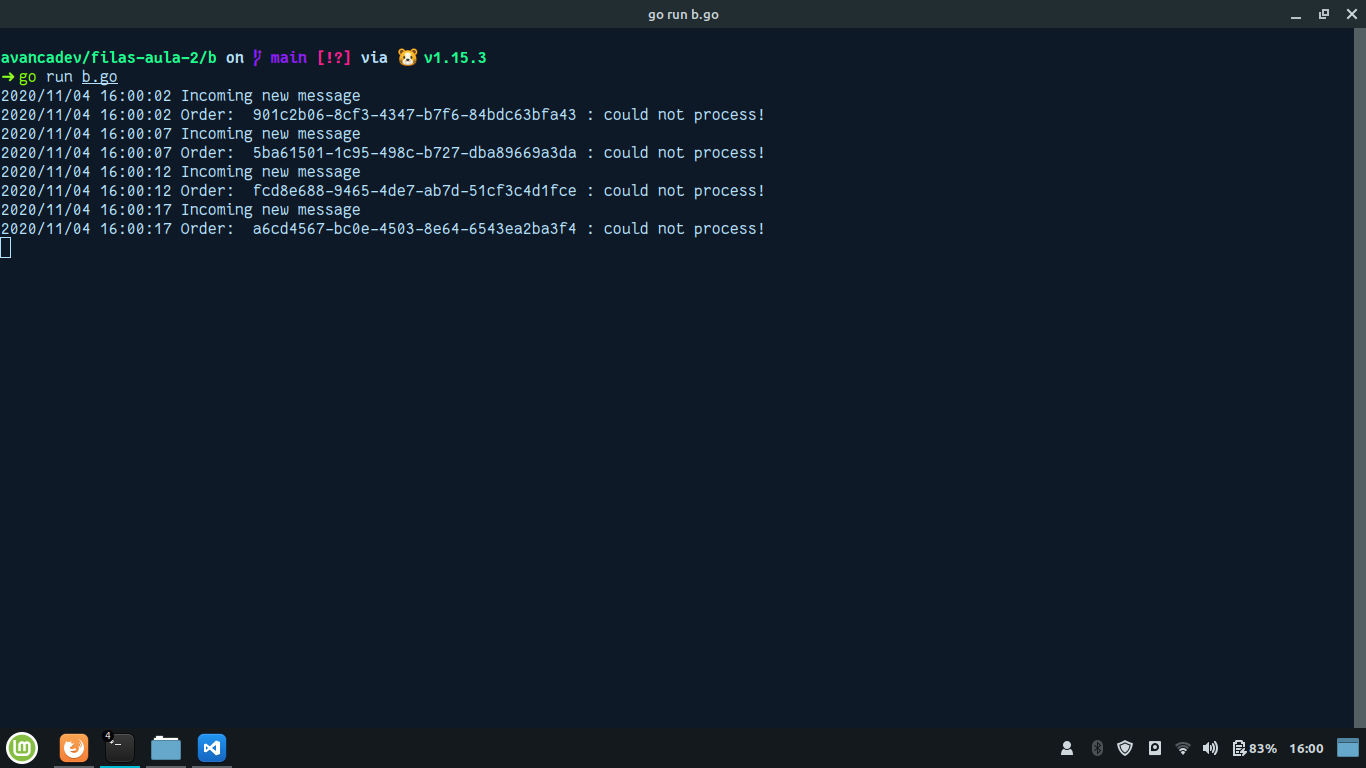 go run b.go
avancadev/filas-aula-2/b on main [!?] via 🐹 v1.15.3
➜ go run b.go
2020/11/04 16:00:02 Incoming new message
2020/11/04 16:00:02 Order:  901c2b06-8cf3-4347-b7f6-84bdc63bfa43 : could not process!
2020/11/04 16:00:07 Incoming new message
2020/11/04 16:00:07 Order:  5ba61501-1c95-498c-b727-dba89669a3da : could not process!
2020/11/04 16:00:12 Incoming new message
2020/11/04 16:00:12 Order:  fcd8e688-9465-4de7-ab7d-51cf3c4d1fce : could not process!
2020/11/04 16:00:17 Incoming new message
2020/11/04 16:00:17 Order:  a6cd4567-bc0e-4503-8e64-6543ea2ba3f4 : could not process!
4
83% 16:00